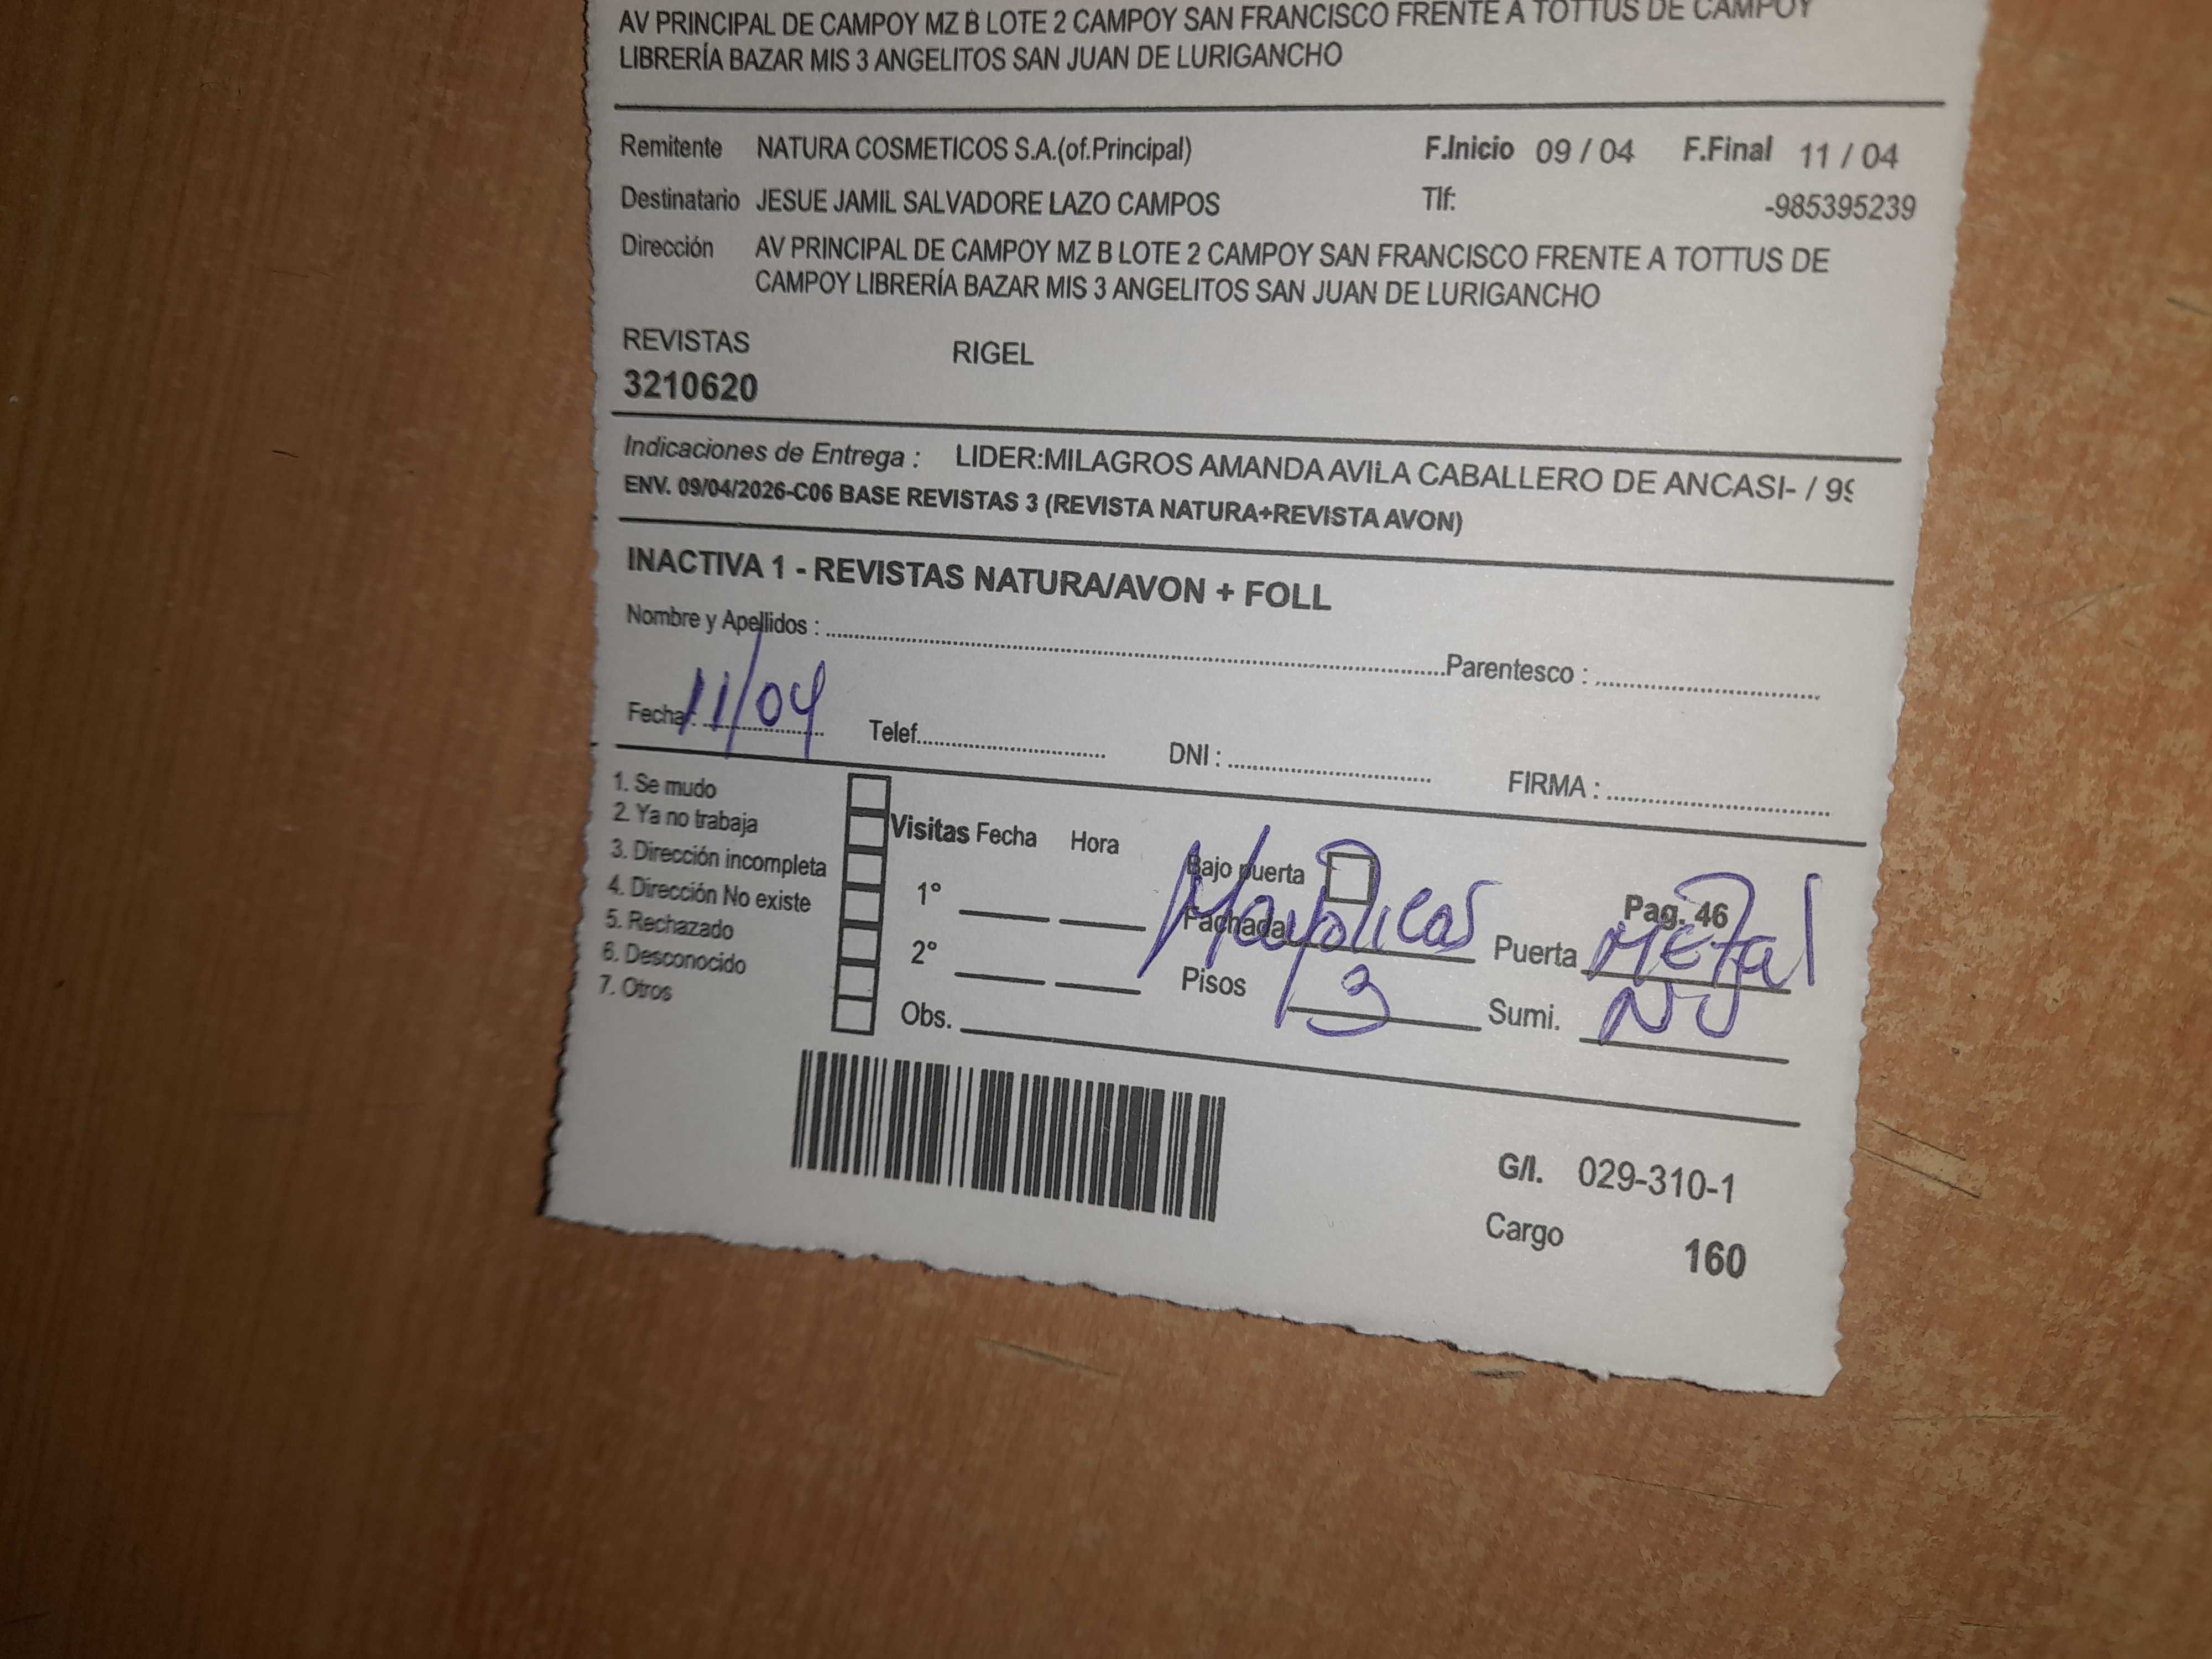 AV PRINCIPAL DE CAMPOY MZ B LOTE 2 CAMPOY SAN FRANCISCO FRENTE A TOTTUS DE CAMPOY
LIBRERÍA BAZAR MIS 3 ANGELITOS SAN JUAN DE LURIGANCHO
Remitente NATURA COSMETICOS S.A.(of.Principal) F.Inicio 09 / 04 F.Final 11 / 04
Destinatario JESUE JAMIL SALVADORE LAZO CAMPOS Tlf: -985395239
Dirección AV PRINCIPAL DE CAMPOY MZ B LOTE 2 CAMPOY SAN FRANCISCO FRENTE A TOTTUS DE
CAMPOY LIBRERÍA BAZAR MIS 3 ANGELITOS SAN JUAN DE LURIGANCHO
REVISTAS RIGEL
3210620
Indicaciones de Entrega : LIDER:MILAGROS AMANDA AVILA CABALLERO DE ANCASI- / 99
ENV. 09/04/2026-C06 BASE REVISTAS 3 (REVISTA NATURA+REVISTA AVON)
INACTIVA 1 - REVISTAS NATURA/AVON + FOLL
Nombre y Apellidos : Parentesco :
Fecha: 11/04 Telef. DNI : FIRMA :
1. Se mudo
2. Ya no trabaja
3. Dirección incompleta
4. Dirección No existe
5. Rechazado
6. Desconocido
7. Otros
Visitas Fecha Hora
1°
2°
Obs.
Bajo puerta Pag. 46
Fachada Mayolicas Puerta Metal
Pisos 3 Sumi.
G/I. 029-310-1
Cargo 160